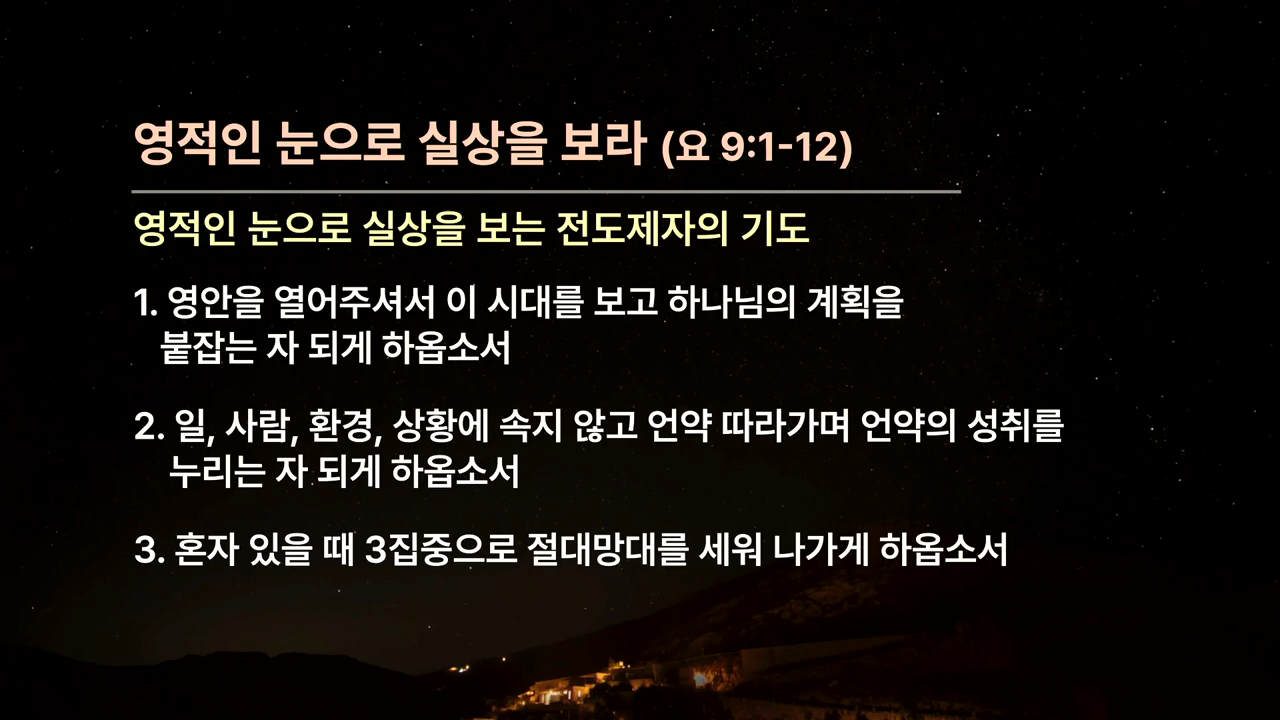 영적인 눈으로 실상을 보라 (요 9:1-12)
영적인 눈으로 실상을 보는 전도제자의 기도
1. 영안을 열어주셔서 이 시대를 보고 하나님의 계획을
붙잡는 자 되게 하옵소서
2. 일, 사람, 환경, 상황에 속지 않고 언약 따라가며 언약의 성취를
누리는 자 되게 하옵소서
3. 혼자 있을 때 3집중으로 절대망대를 세워 나가게 하옵소서